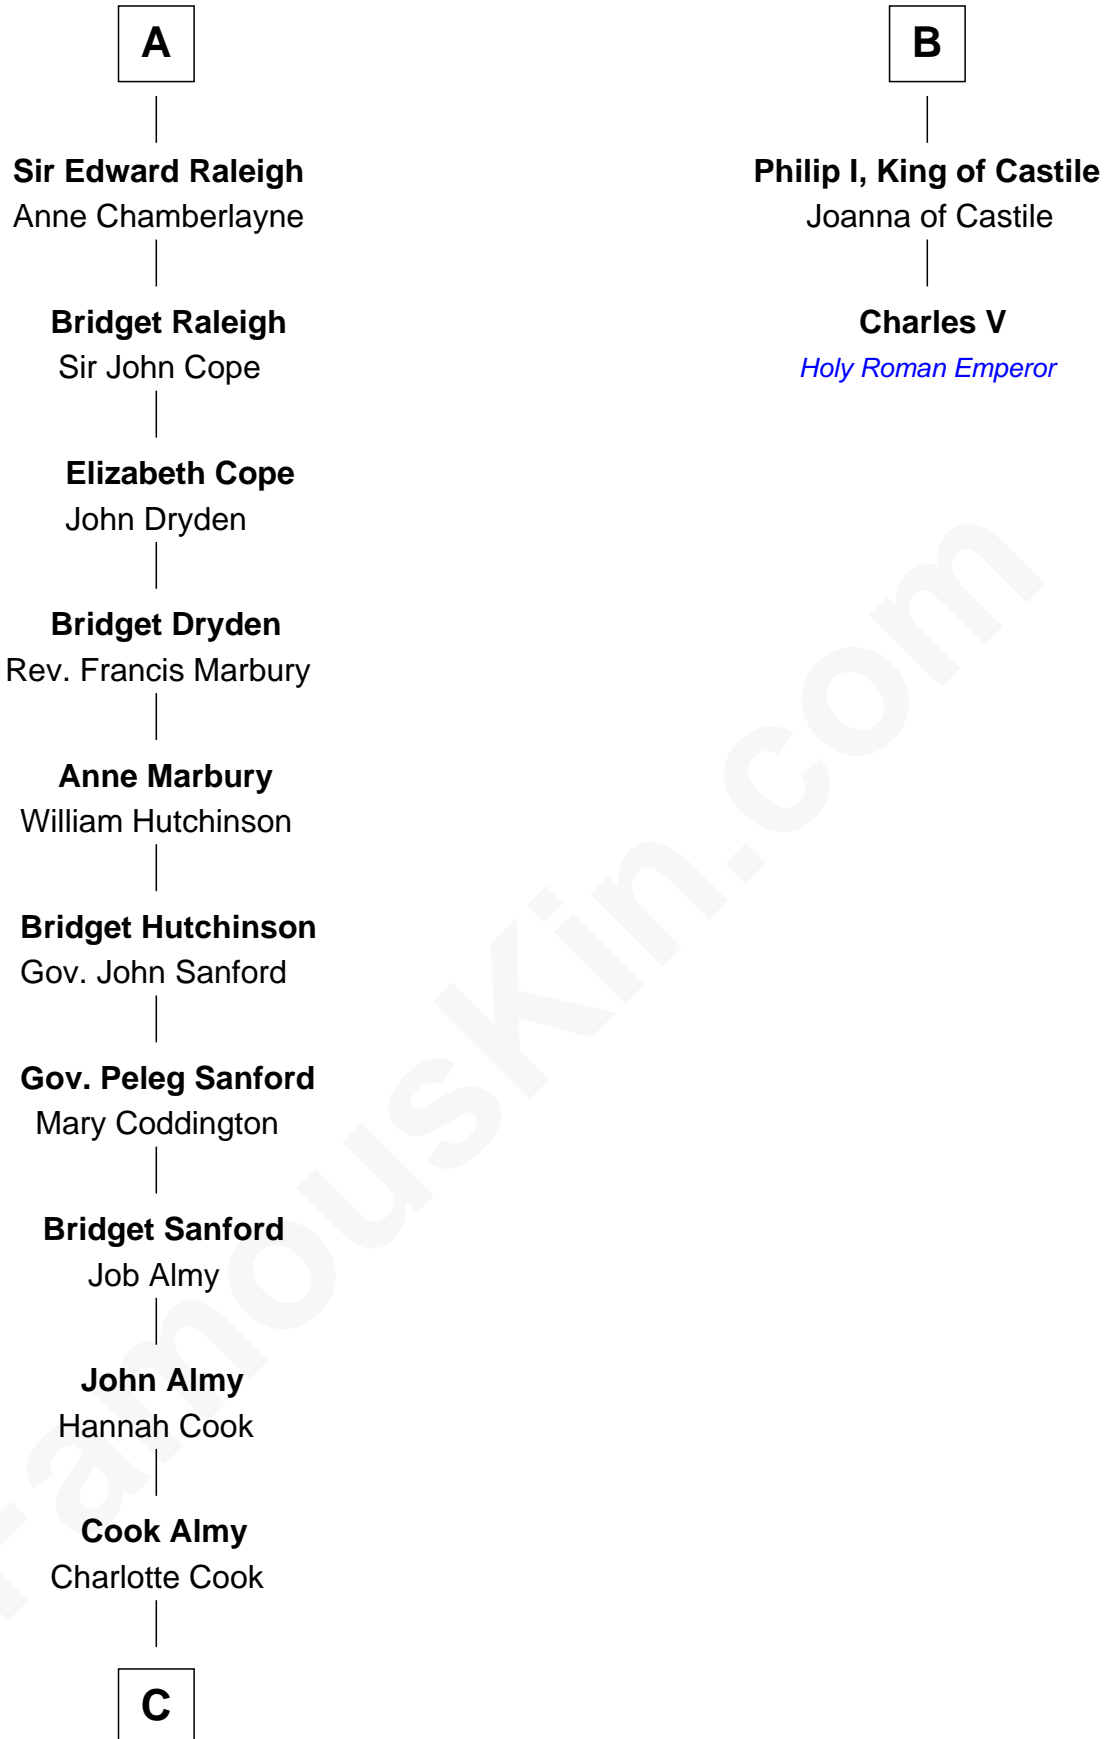 A
Sir Edward Raleigh
Anne Chamberlayne
Bridget Raleigh
Sir John Cope
Elizabeth Cope
John Dryden
Bridget Dryden
Rev. Francis Marbury
Anne Marbury
William Hutchinson
Bridget Hutchinson
Gov. John Sanford
Gov. Peleg Sanford
Mary Coddington
Bridget Sanford
Job Almy
John Almy
Hannah Cook
Cook Almy
Charlotte Cook
C
B
Philip I, King of Castile
Joanna of Castile
Charles V
Holy Roman Emperor
FamousKin.com